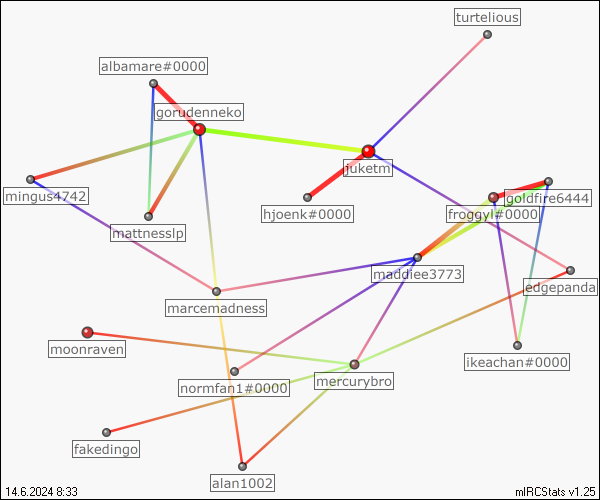 turtelious
albamare#0000
gorudenneko
juketm
mingus4742
goldfire6444
hjoenk#0000
froggyl#0000
mattnesslp
maddiee3773
edgepanda
marcemadness
moonraven
ikeachan#0000
normfan1#0000
mercurybro
fakedingo
alan1002
14.6.2024 8:33
mIRCStats v1.25